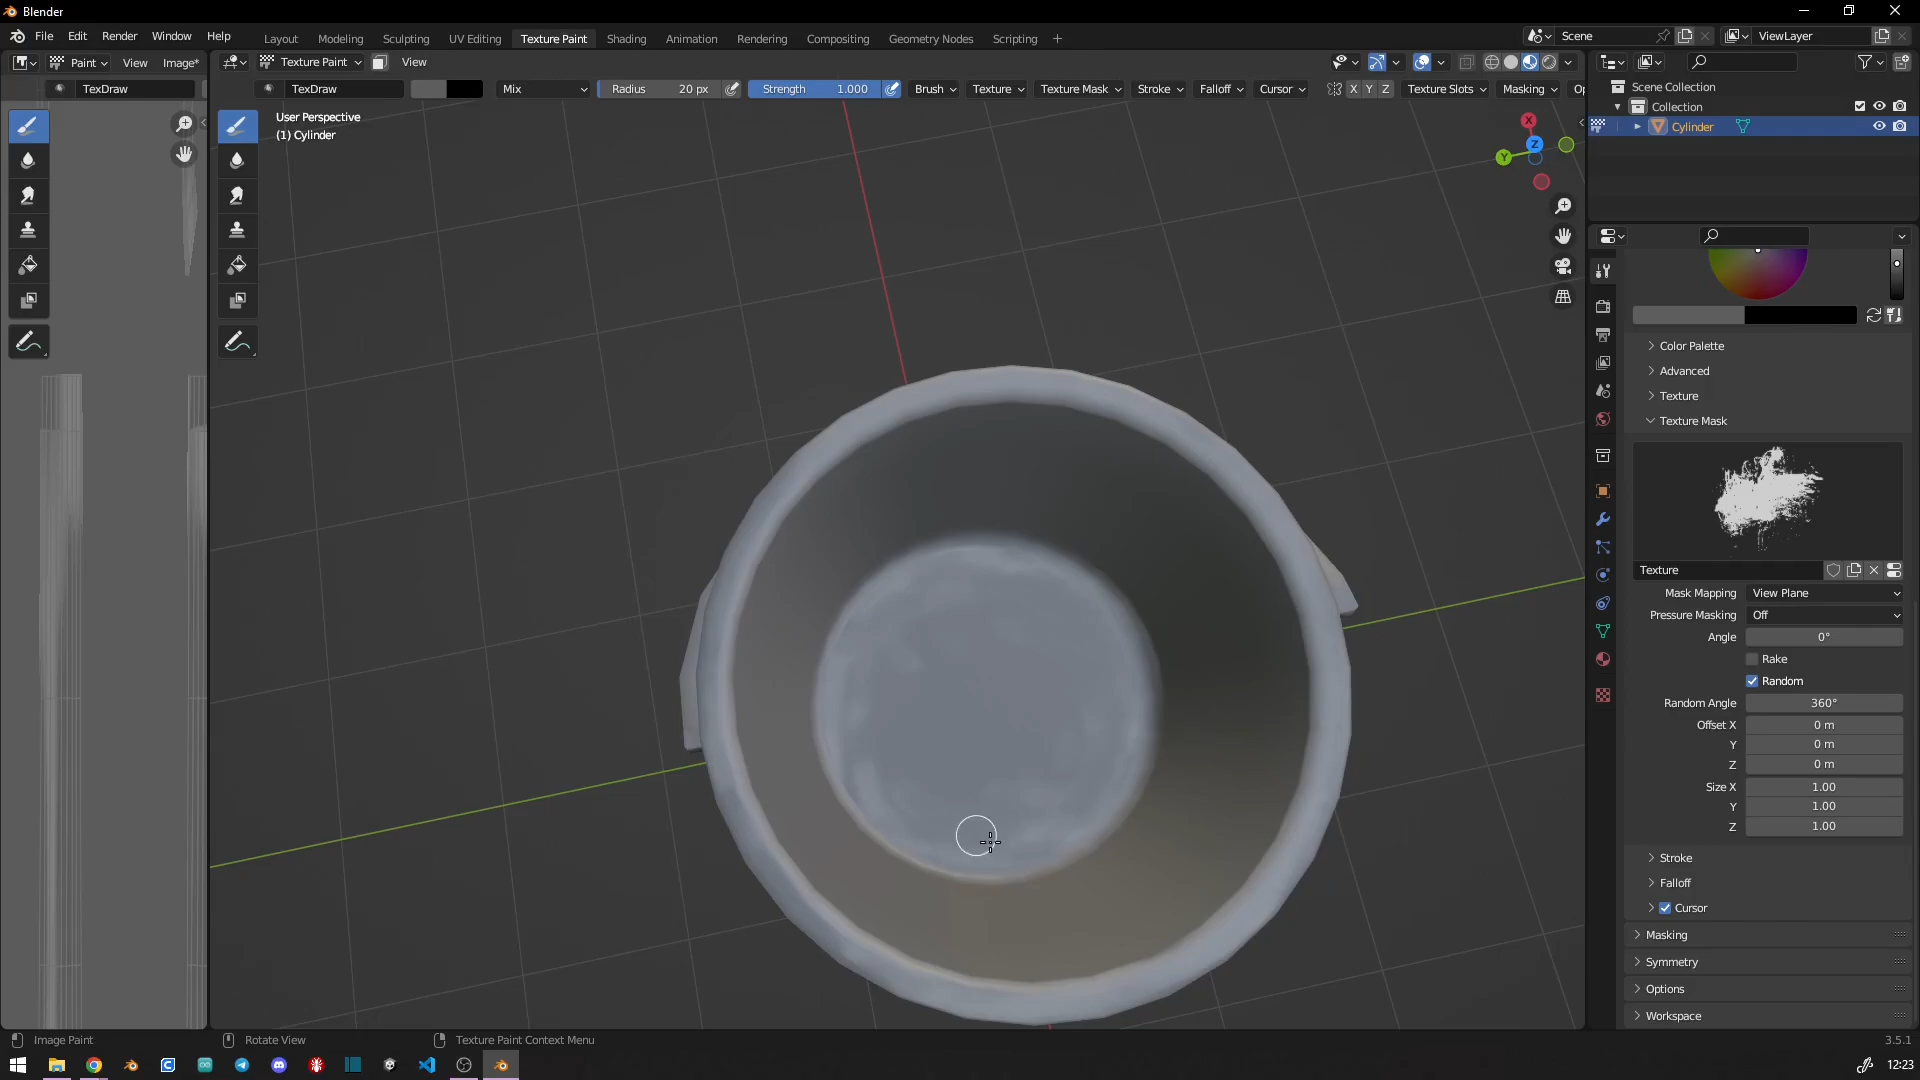 Blender
File Edit Render Window Help
Layout Modeling Sculpting UV Editing Texture Paint Shading Animation Rendering Compositing Geometry Nodes Scripting +
Scene
ViewLayer
Paint View Image*
Texture Paint View
TexDraw
TexDraw Mix Radius 20 px Strength 1.000 Brush Texture Texture Mask Stroke Falloff Cursor X Y Z Texture Slots Masking Op
User Perspective
(1) Cylinder
X
Y
Z
Scene Collection
Collection
Cylinder
Color Palette
Advanced
Texture
Texture Mask
Texture
Mask Mapping View Plane
Pressure Masking Off
Angle 0°
Rake
Random
Random Angle 360°
Offset X 0 m
Y 0 m
Z 0 m
Size X 1.00
Y 1.00
Z 1.00
Stroke
Falloff
Cursor
Masking
Symmetry
Options
Workspace
Image Paint
Rotate View
Texture Paint Context Menu
3.5.1
12:23